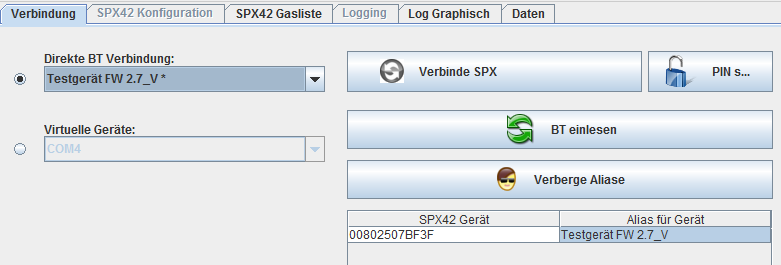 Verbindung SPX42 Konfiguration SPX42 Gasliste Logging Log Graphisch Daten
Direkte BT Verbindung:
Testgerät FW 2.7_V *
Verbinde SPX
PIN s...
Virtuelle Geräte:
COM4
BT einlesen
Verberge Aliase
SPX42 Gerät Alias für Gerät
00802507BF3F Testgerät FW 2.7_V